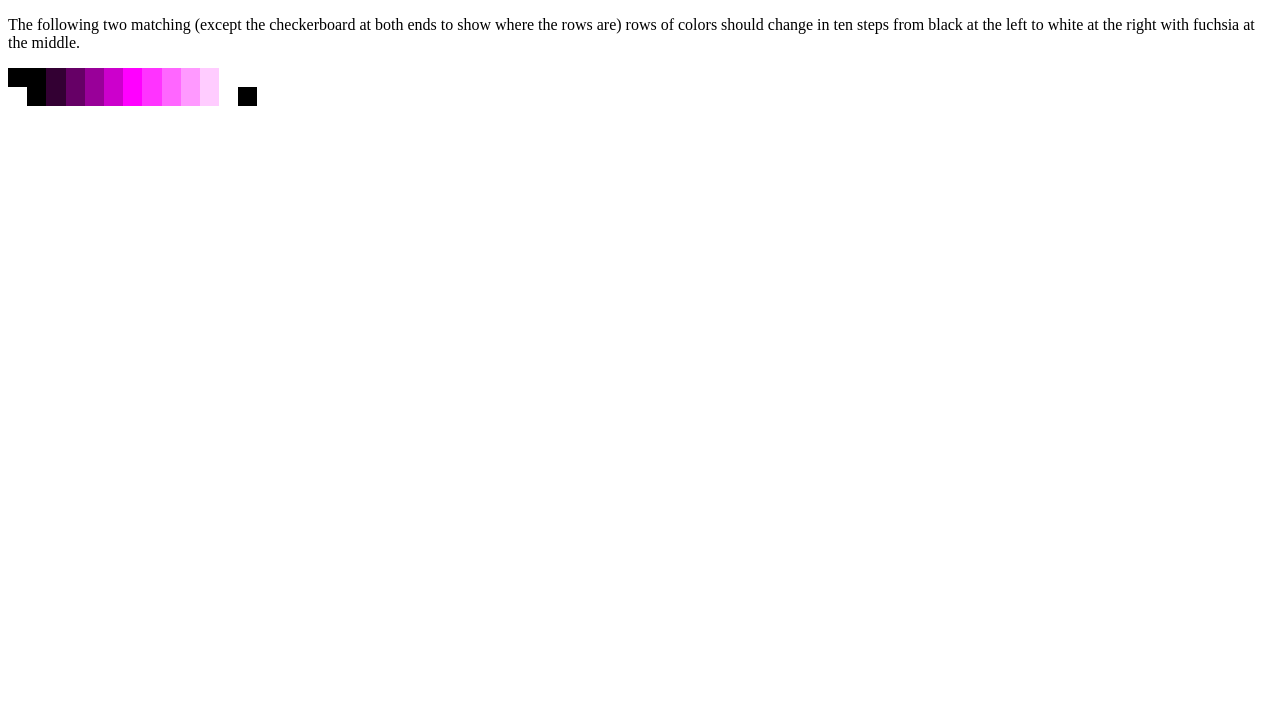 The following two matching (except the checkerboard at both ends to show where the rows are) rows of colors should change in ten steps from black at the left to white at the right with fuchsia at
the middle.